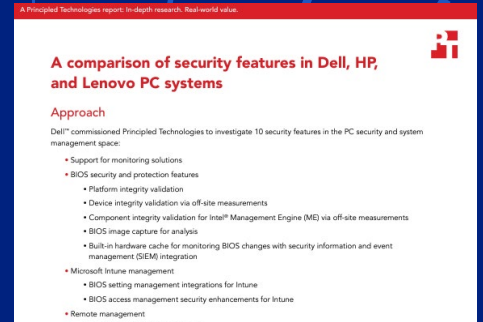 A Principled Technologies report: In-depth research. Real-world value.
PT
A comparison of security features in Dell, HP,
and Lenovo PC systems
Approach
Dell™ commissioned Principled Technologies to investigate 10 security features in the PC security and system
management space:
• Support for monitoring solutions
• BIOS security and protection features
• Platform integrity validation
• Device integrity validation via off-site measurements
• Component integrity validation for Intel® Management Engine (ME) via off-site measurements
• BIOS image capture for analysis
• Built-in hardware cache for monitoring BIOS changes with security information and event
management (SIEM) integration
• Microsoft Intune management
• BIOS setting management integrations for Intune
• BIOS access management security enhancements for Intune
• Remote management